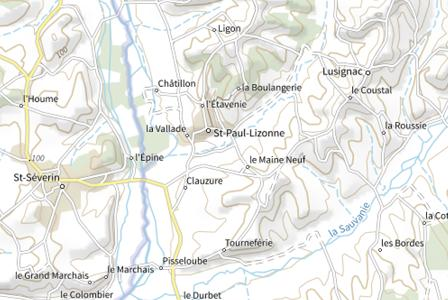 Ligon
100
Lusignac
Châtillon
la Boulangerie
le Coustal
l'Houme
l'Étavenie
la Vallade
St-Paul-Lizonne
la Roussie
100
l'Épine
le Maine Neuf
St-Séverin
Clauzure
la Sauvanie
la Cot
Tourneférie
les Bordes
Pisseloube
le Marchais
le Grand Marchais
le Colombier
le Durbet